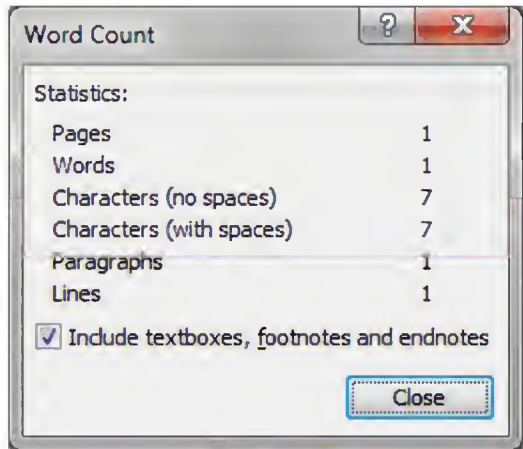 Word Count
?
X
Statistics:
Pages 1
Words 1
Characters (no spaces) 7
Characters (with spaces) 7
Paragraphs 1
Lines 1
Include textboxes, footnotes and endnotes
Close